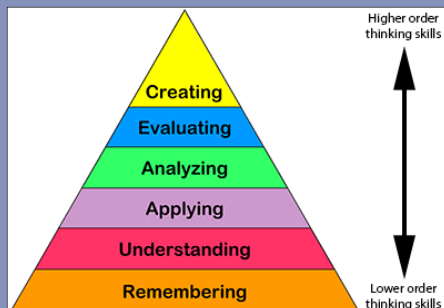 Higher order
thinking skills
Creating
Evaluating
Analyzing
Applying
Understanding
Remembering
Lower order
thinking skills